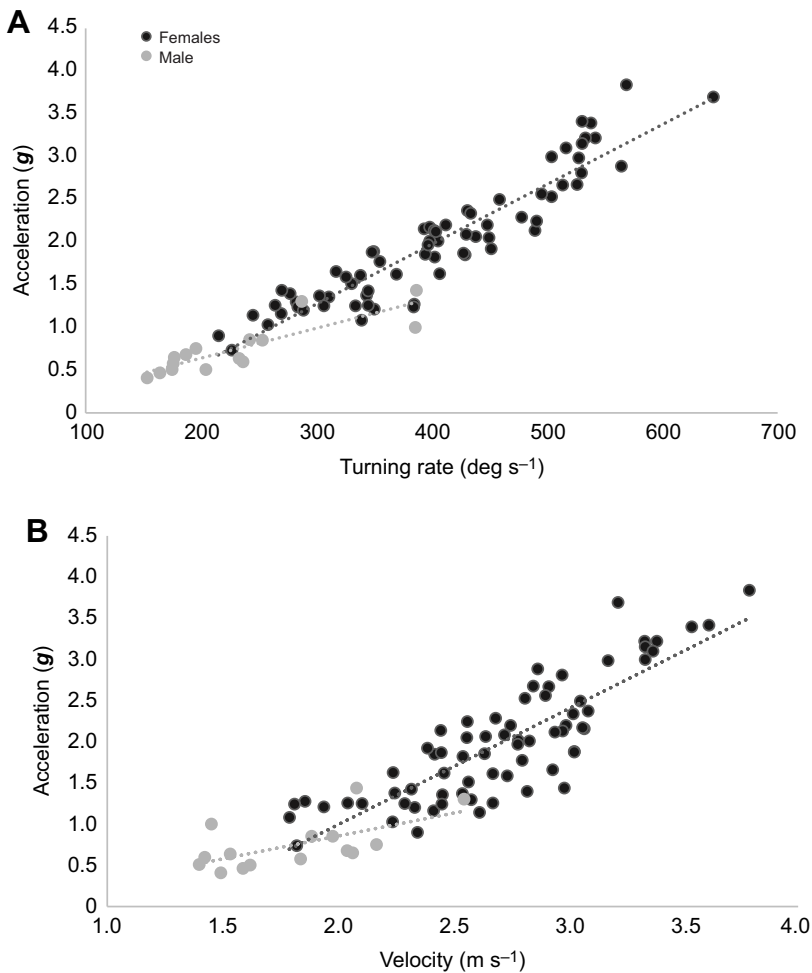 A
4.5
Females
Male
4.0
3.5
3.0
2.5
2.0
1.5
1.0
0.5
0
Acceleration (g)
100 200 300 400 500 600 700
Turning rate (deg s–1)
B
4.5
4.0
3.5
3.0
2.5
2.0
1.5
1.0
0.5
0
Acceleration (g)
1.0 1.5 2.0 2.5 3.0 3.5 4.0
Velocity (m s–1)